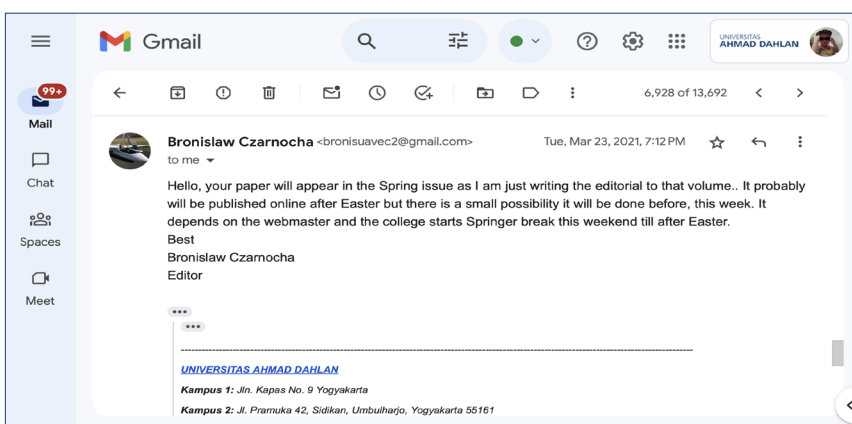 Gmail
UNIVERSITAS
AHMAD DAHLAN
99+
Mail
Chat
Spaces
Meet
6,928 of 13,692
Bronislaw Czarnocha <bronisuavec2@gmail.com>
Tue, Mar 23, 2021, 7:12 PM
to me
Hello, your paper will appear in the Spring issue as I am just writing the editorial to that volume.. It probably
will be published online after Easter but there is a small possibility it will be done before, this week. It
depends on the webmaster and the college starts Springer break this weekend till after Easter.
Best
Bronislaw Czarnocha
Editor
UNIVERSITAS AHMAD DAHLAN
Kampus 1: Jln. Kapas No. 9 Yogyakarta
Kampus 2: Jl. Pramuka 42, Sidikan, Umbulharjo, Yogyakarta 55161